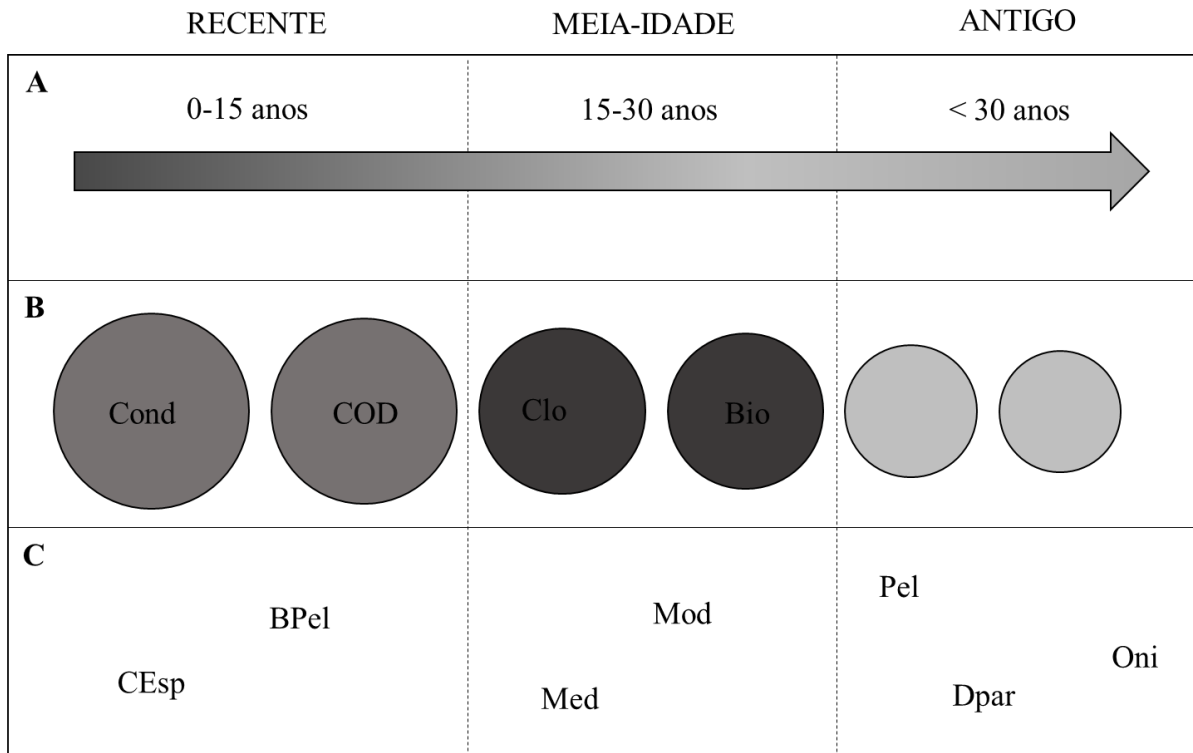 RECENTE MEIA-IDADE ANTIGO
A
0-15 anos 15-30 anos < 30 anos
B
Cond COD Clo Bio
C
Pel
BPel Mod
Oni
CEsp Med Dpar